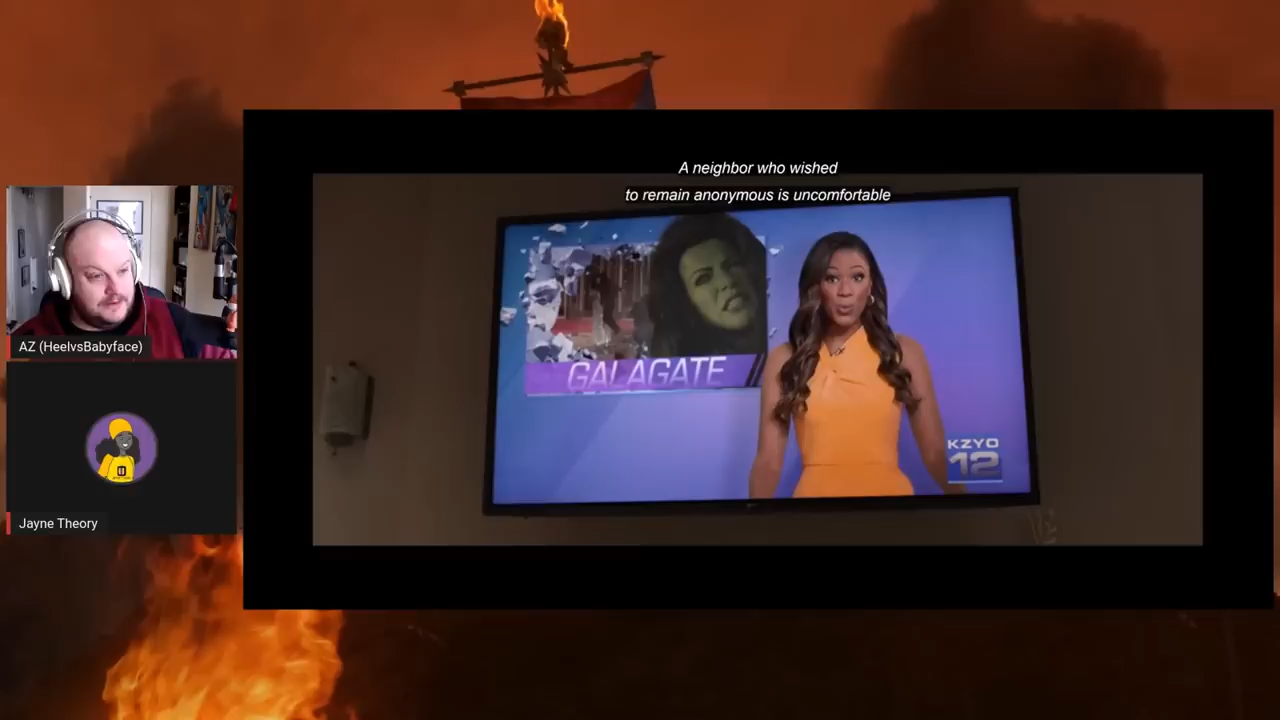 A neighbor who wished
to remain anonymous is uncomfortable
GALAGATE
KZYO
12
AZ (HeelvsBabyface)
Jayne Theory